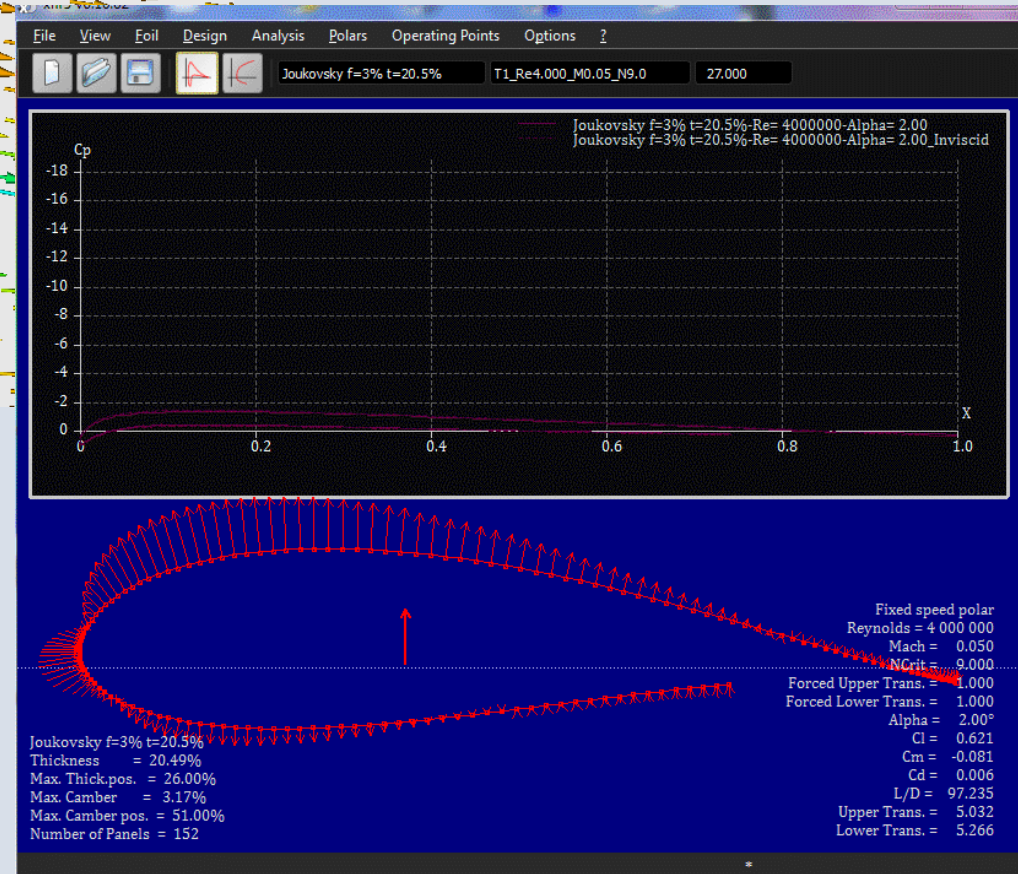 File View Foil Design Analysis Polars Operating Points Options ?
Joukovsky f=3% t=20.5% T1_Re4.000_M0.05_N9.0 27.000
Joukovsky f=3% t=20.5%-Re= 4000000-Alpha= 2.00
Joukovsky f=3% t=20.5%-Re= 4000000-Alpha= 2.00_Inviscid
Cp
-18
-16
-14
-12
-10
-8
-6
-4
-2
0
X
0 0.2 0.4 0.6 0.8 1.0
Fixed speed polar
Reynolds = 4 000 000
Mach = 0.050
NCrit = 9.000
Forced Upper Trans. = 1.000
Forced Lower Trans. = 1.000
Alpha = 2.00°
Cl = 0.621
Cm = -0.081
Cd = 0.006
L/D = 97.235
Upper Trans. = 5.032
Lower Trans. = 5.266
Joukovsky f=3% t=20.5%
Thickness = 20.49%
Max. Thick.pos. = 26.00%
Max. Camber = 3.17%
Max. Camber pos. = 51.00%
Number of Panels = 152
*